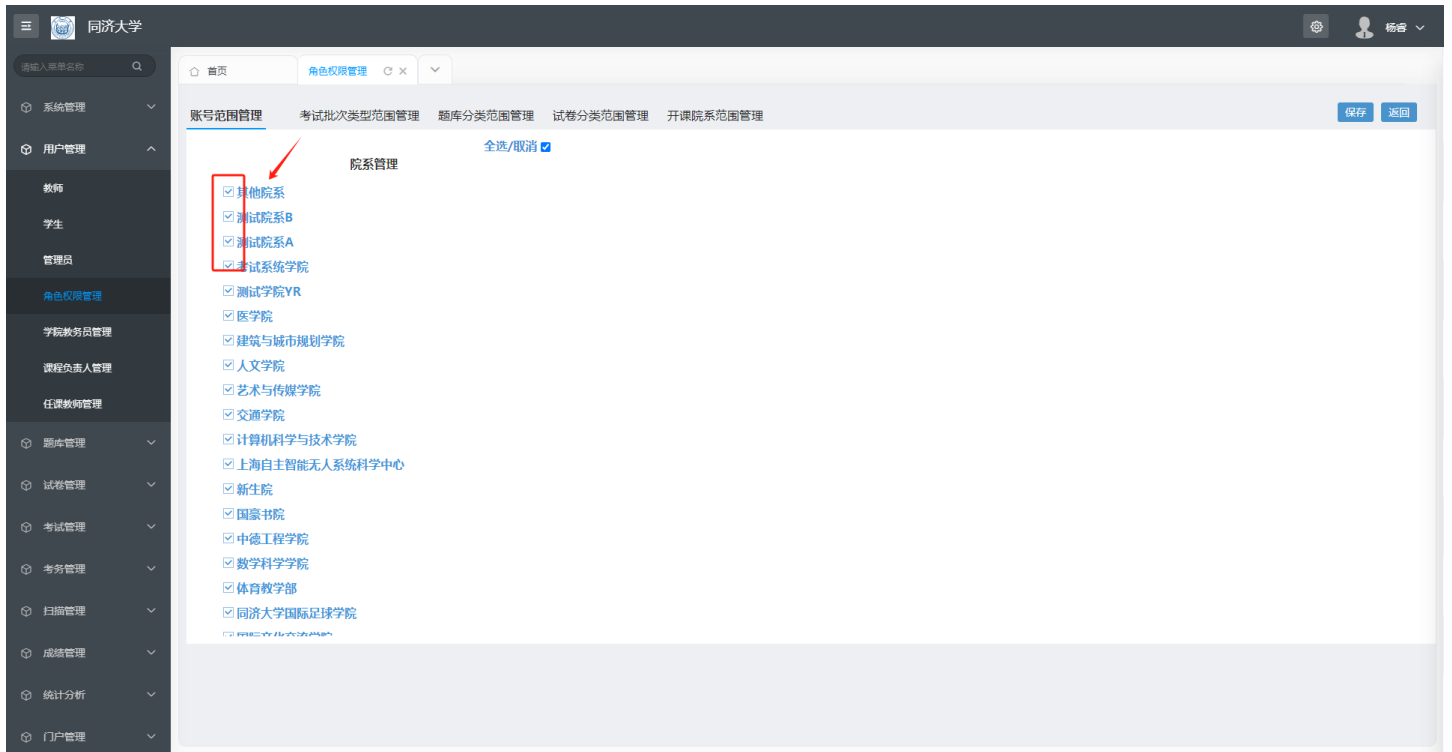 同济大学
杨睿
请输入菜单名称
系统管理
用户管理
教师
学生
管理员
角色权限管理
学院教务员管理
课程负责人管理
任课教师管理
题库管理
试卷管理
考试管理
考务管理
扫描管理
成绩管理
统计分析
门户管理
首页
角色权限管理
账号范围管理 考试批次类型范围管理 题库分类范围管理 试卷分类范围管理 开课院系范围管理
保存 返回
全选/取消
院系管理
其他院系
测试院系B
测试院系A
考试系统学院
测试学院YR
医学院
建筑与城市规划学院
人文学院
艺术与传媒学院
交通学院
计算机科学与技术学院
上海自主智能无人系统科学中心
新生院
国豪书院
中德工程学院
数学科学学院
体育教学部
同济大学国际足球学院
国际文化交流学院